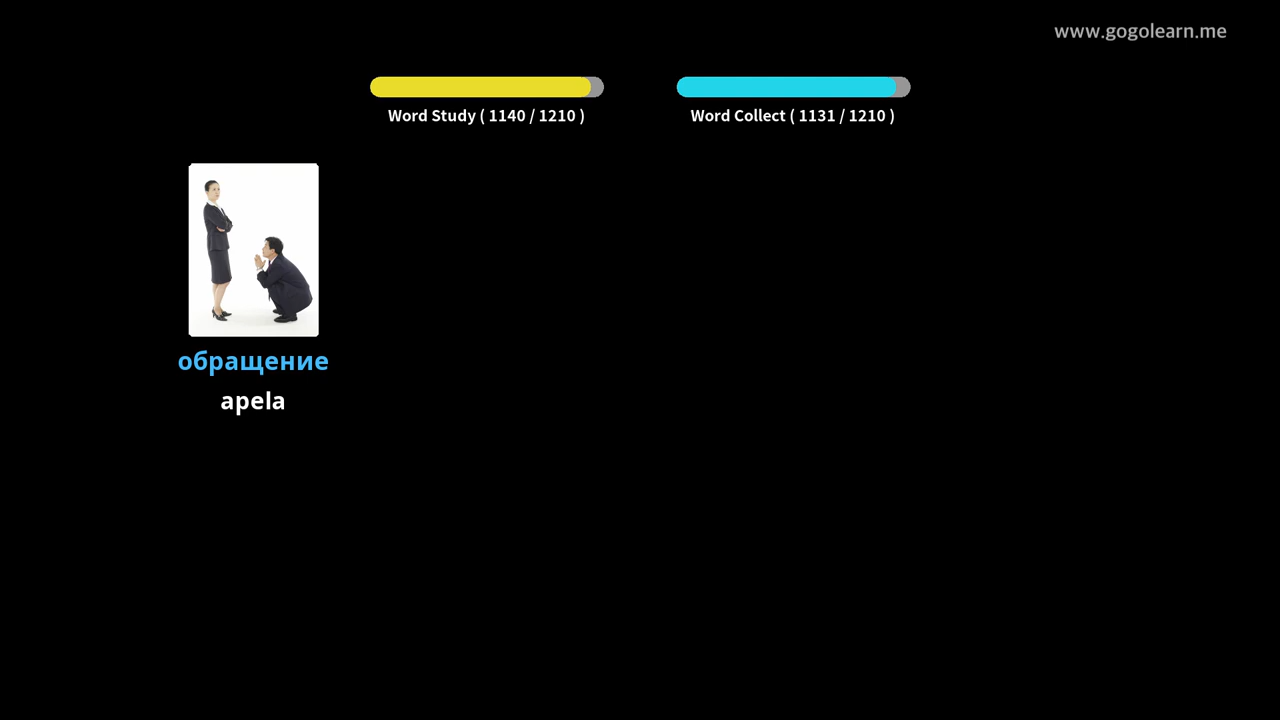 www.gogolearn.me
Word Study ( 1140 / 1210 )
Word Collect ( 1131 / 1210 )
обращение
apela